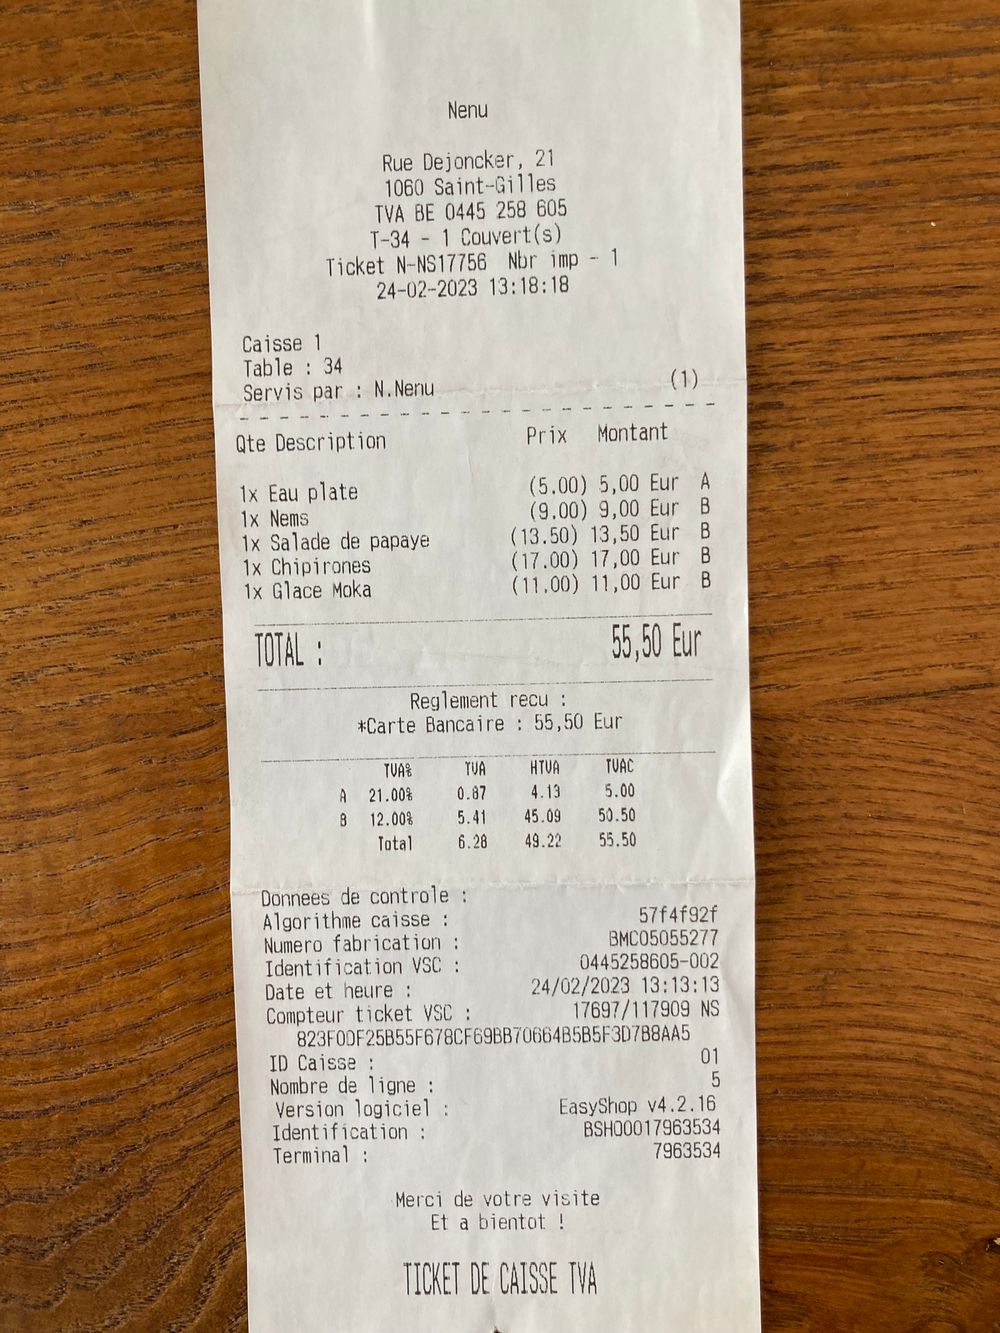 Nenu
Rue Dejoncker, 21
1060 Saint-Gilles
TVA BE 0445 258 605
T-34 - 1 Couvert(s)
Ticket N-NS17756 Nbr imp - 1
24-02-2023 13:18:18
Caisse 1
Table : 34
Servis par : N.Nenu (1)
Qte Description Prix Montant
1x Eau plate (5.00) 5,00 Eur A
1x Nems (9.00) 9,00 Eur B
1x Salade de papaye (13.50) 13,50 Eur B
1x Chipirones (17.00) 17,00 Eur B
1x Glace Moka (11.00) 11,00 Eur B
TOTAL : 55,50 Eur
Reglement recu :
*Carte Bancaire : 55,50 Eur
TVA% TVA HTVA TVAC
A 21.00% 0.87 4.13 5.00
B 12.00% 5.41 45.09 50.50
Total 6.28 49.22 55.50
Donnees de controle :
Algorithme caisse : 57f4f92f
Numero fabrication : BMC05055277
Identification VSC : 0445258605-002
Date et heure : 24/02/2023 13:13:13
Compteur ticket VSC : 17697/117909 NS
823F00F25B55F678CF69BB70664B5B5F3D7B8AA5
ID Caisse : 01
Nombre de ligne : 5
Version logiciel : EasyShop v4.2.16
Identification : BSH00017963534
Terminal : 7963534
Merci de votre visite
Et a bientot !
TICKET DE CAISSE TVA